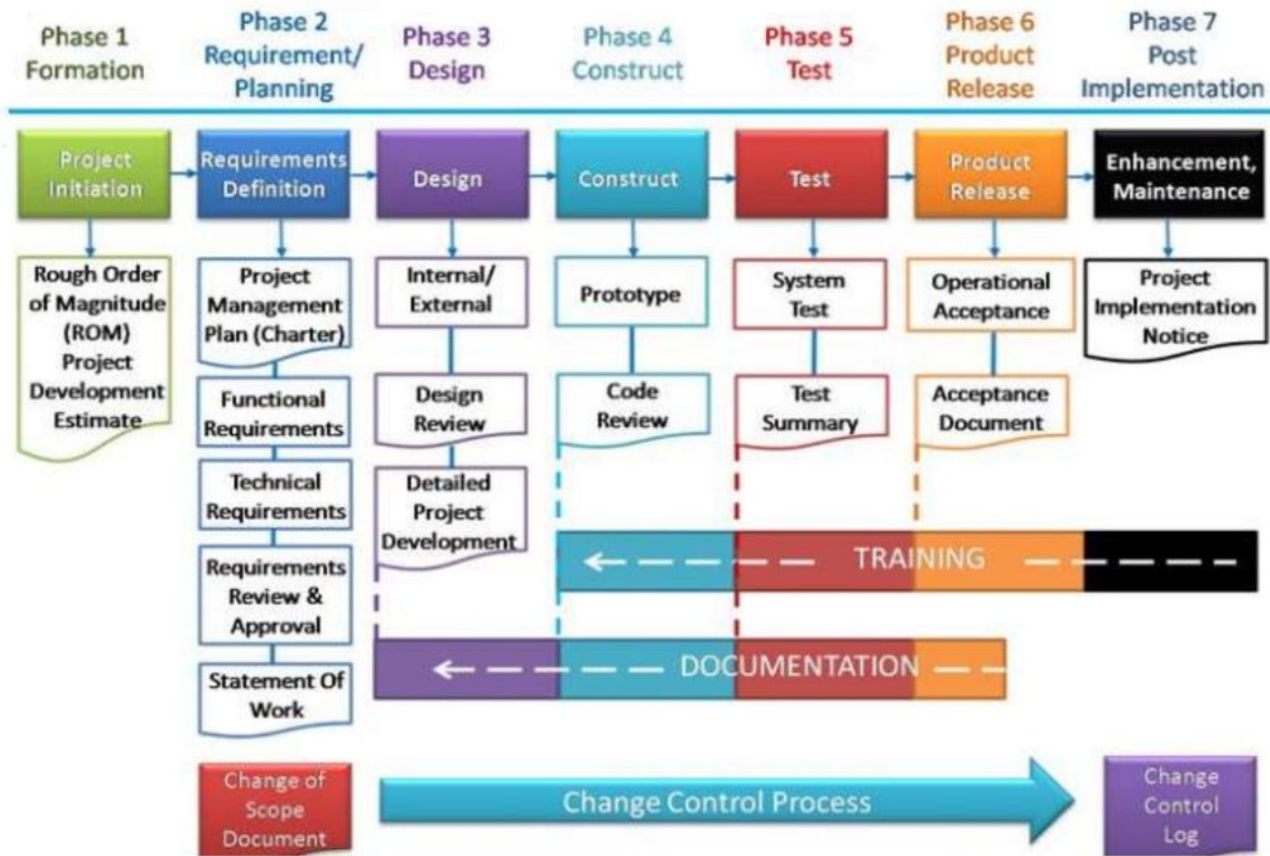 Phase 1
Formation
Phase 2
Requirement/
Planning
Phase 3
Design
Phase 4
Construct
Phase 5
Test
Phase 6
Product
Release
Phase 7
Post
Implementation
Project
Initiation
Requirements
Definition
Design
Construct
Test
Product
Release
Enhancement,
Maintenance
Rough Order
of Magnitude
(ROM)
Project
Development
Estimate
Project
Management
Plan (Charter)
Functional
Requirements
Technical
Requirements
Requirements
Review &
Approval
Statement Of
Work
Internal/
External
Design
Review
Detailed
Project
Development
Prototype
Code
Review
System
Test
Test
Summary
Operational
Acceptance
Acceptance
Document
Project
Implementation
Notice
TRAINING
DOCUMENTATION
Change of
Scope
Document
Change Control Process
Change
Control
Log